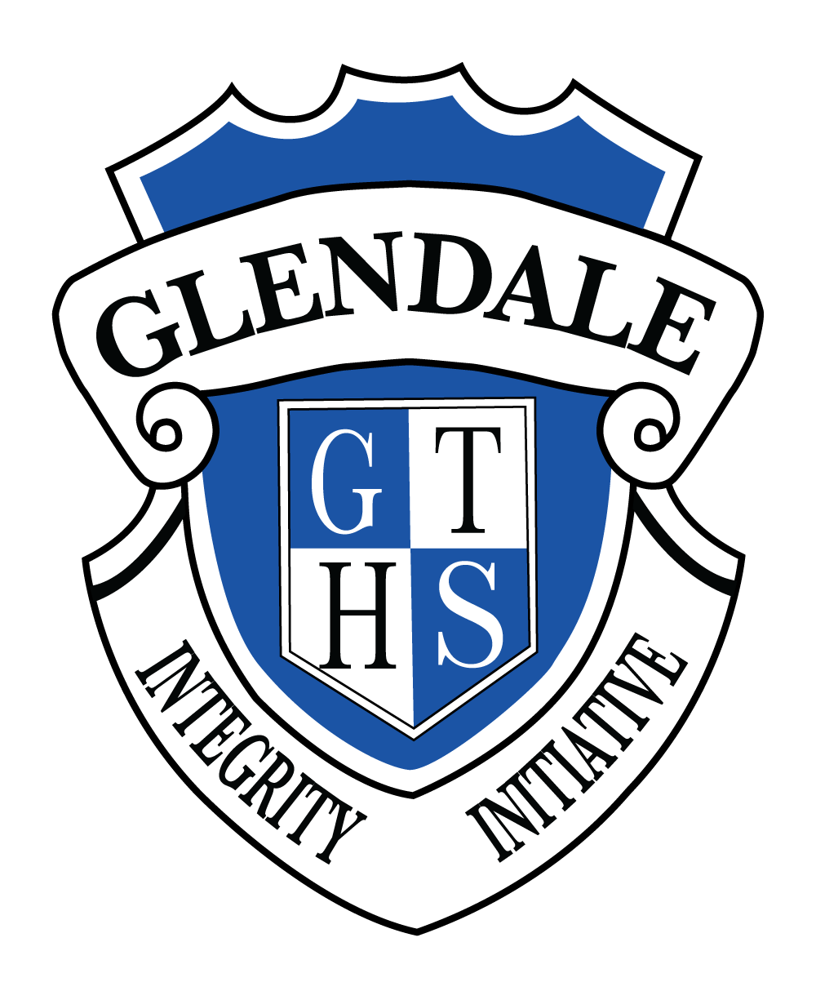 GLENDALE
G T
H S
INTEGRITY
INITIATIVE